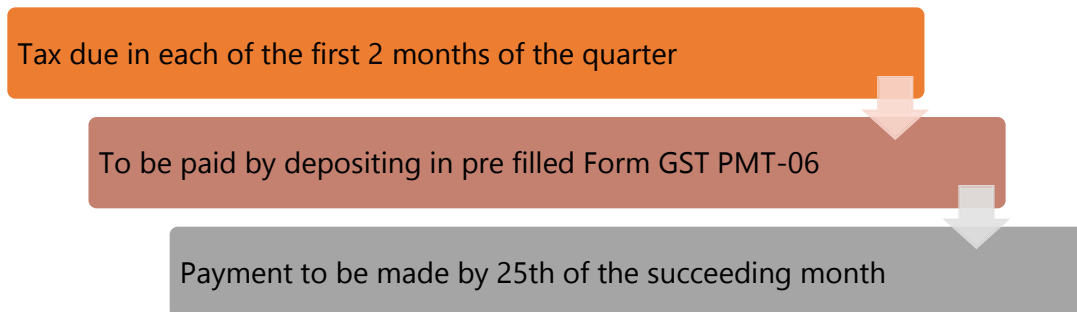 Tax due in each of the first 2 months of the quarter
To be paid by depositing in pre filled Form GST PMT-06
Payment to be made by 25th of the succeeding month